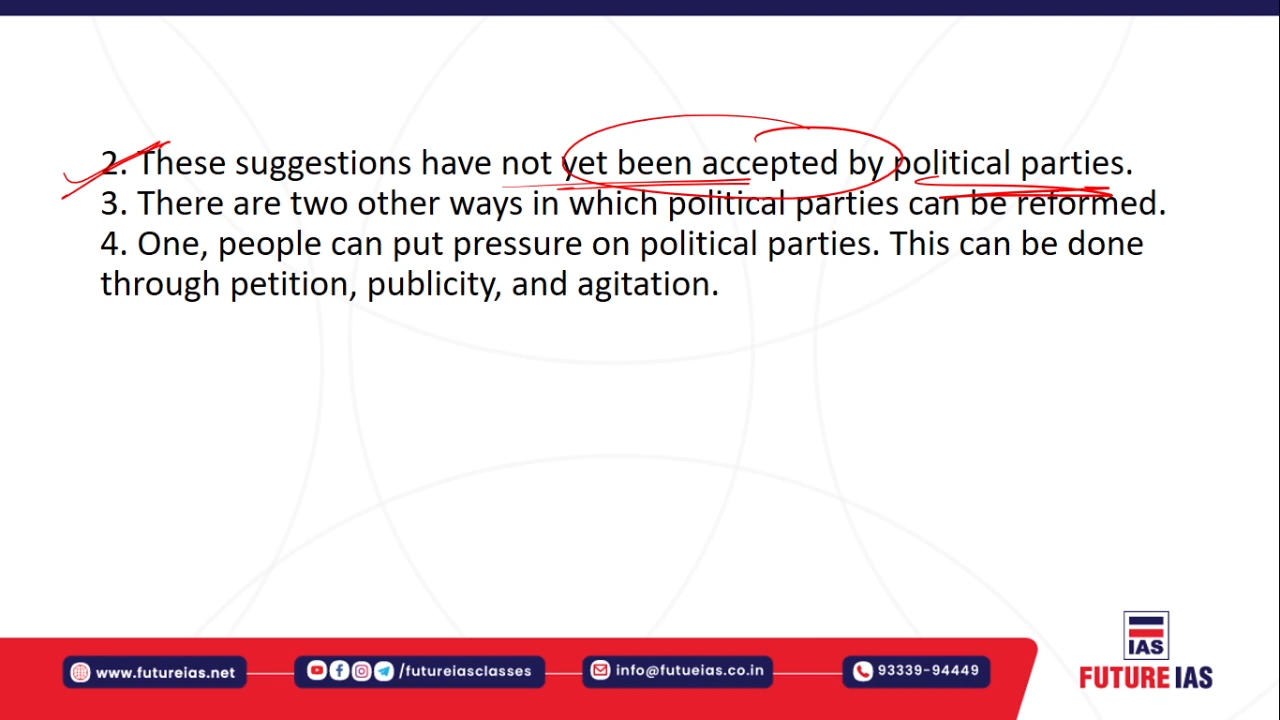 2. These suggestions have not yet been accepted by political parties.
3. There are two other ways in which political parties can be reformed.
4. One, people can put pressure on political parties. This can be done
through petition, publicity, and agitation.
IAS
FUTURE IAS
www.futureias.net
/futureiasclasses
info@futueias.co.in
93339-94449